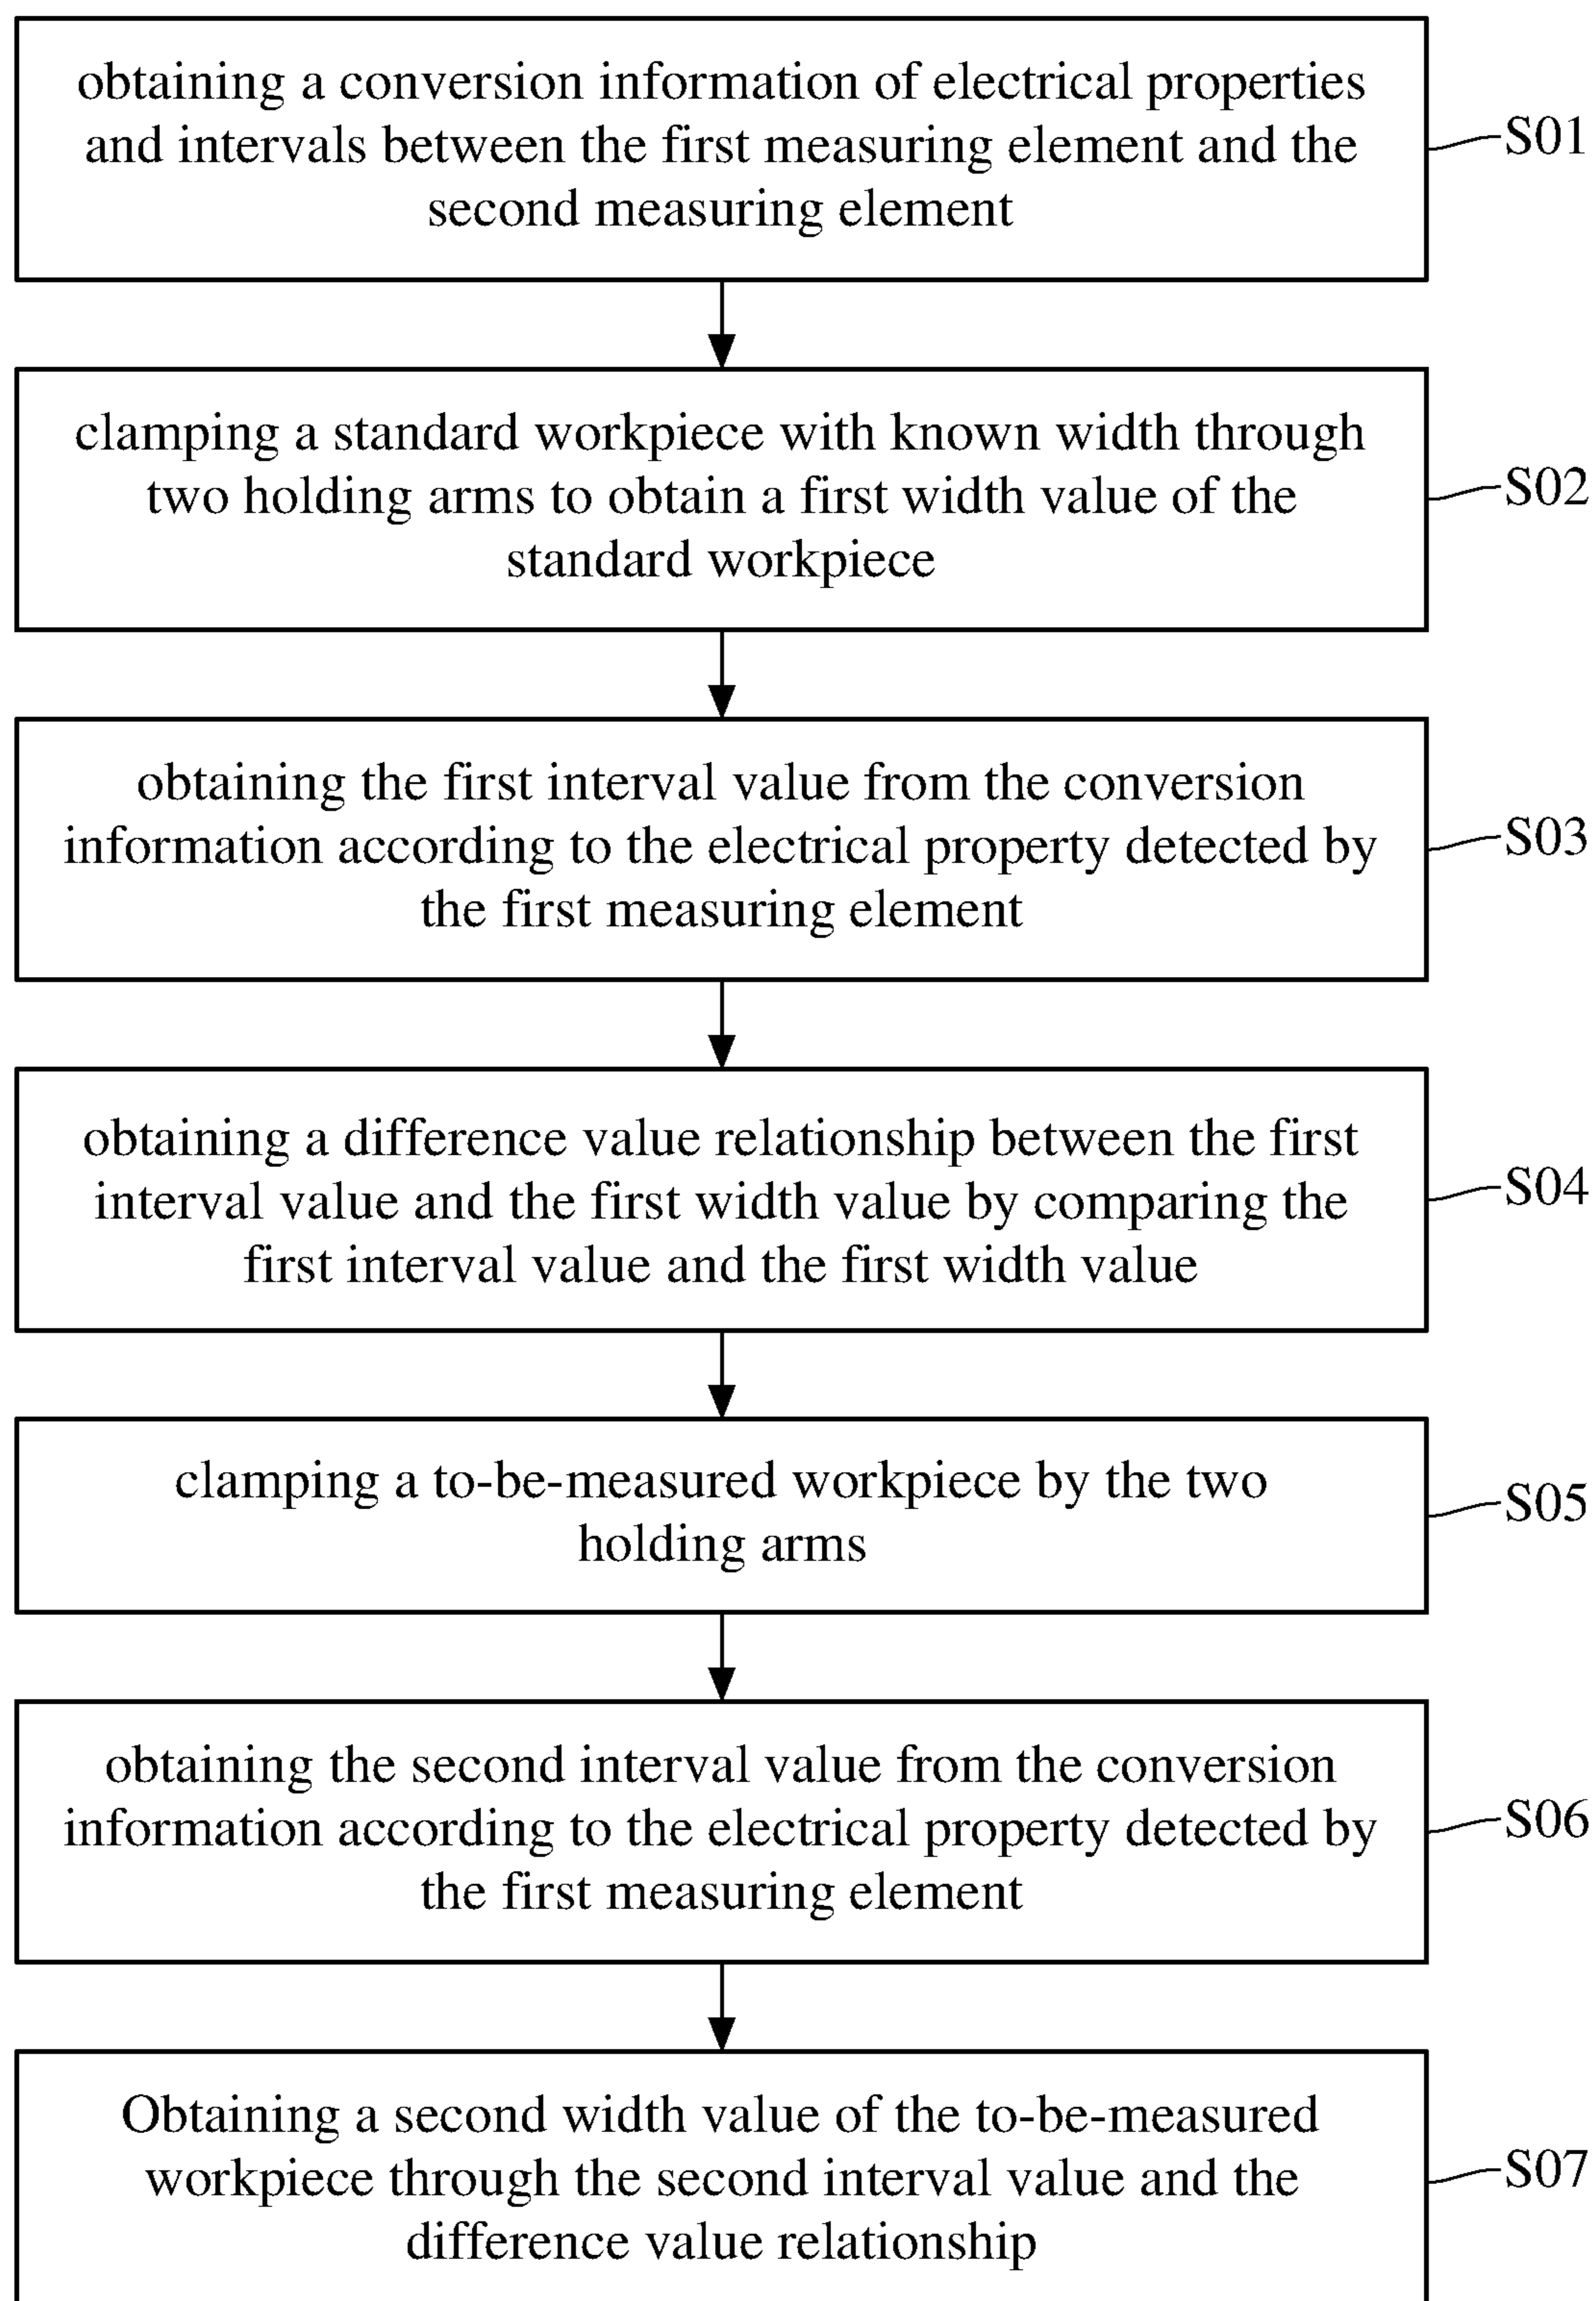 obtaining a conversion information of electrical properties
and intervals between the first measuring element and the
second measuring element
S01
clamping a standard workpiece with known width through
two holding arms to obtain a first width value of the
standard workpiece
S02
obtaining the first interval value from the conversion
information according to the electrical property detected by
the first measuring element
S03
obtaining a difference value relationship between the first
interval value and the first width value by comparing the
first interval value and the first width value
S04
clamping a to-be-measured workpiece by the two
holding arms
S05
obtaining the second interval value from the conversion
information according to the electrical property detected by
the first measuring element
S06
Obtaining a second width value of the to-be-measured
workpiece through the second interval value and the
difference value relationship
S07